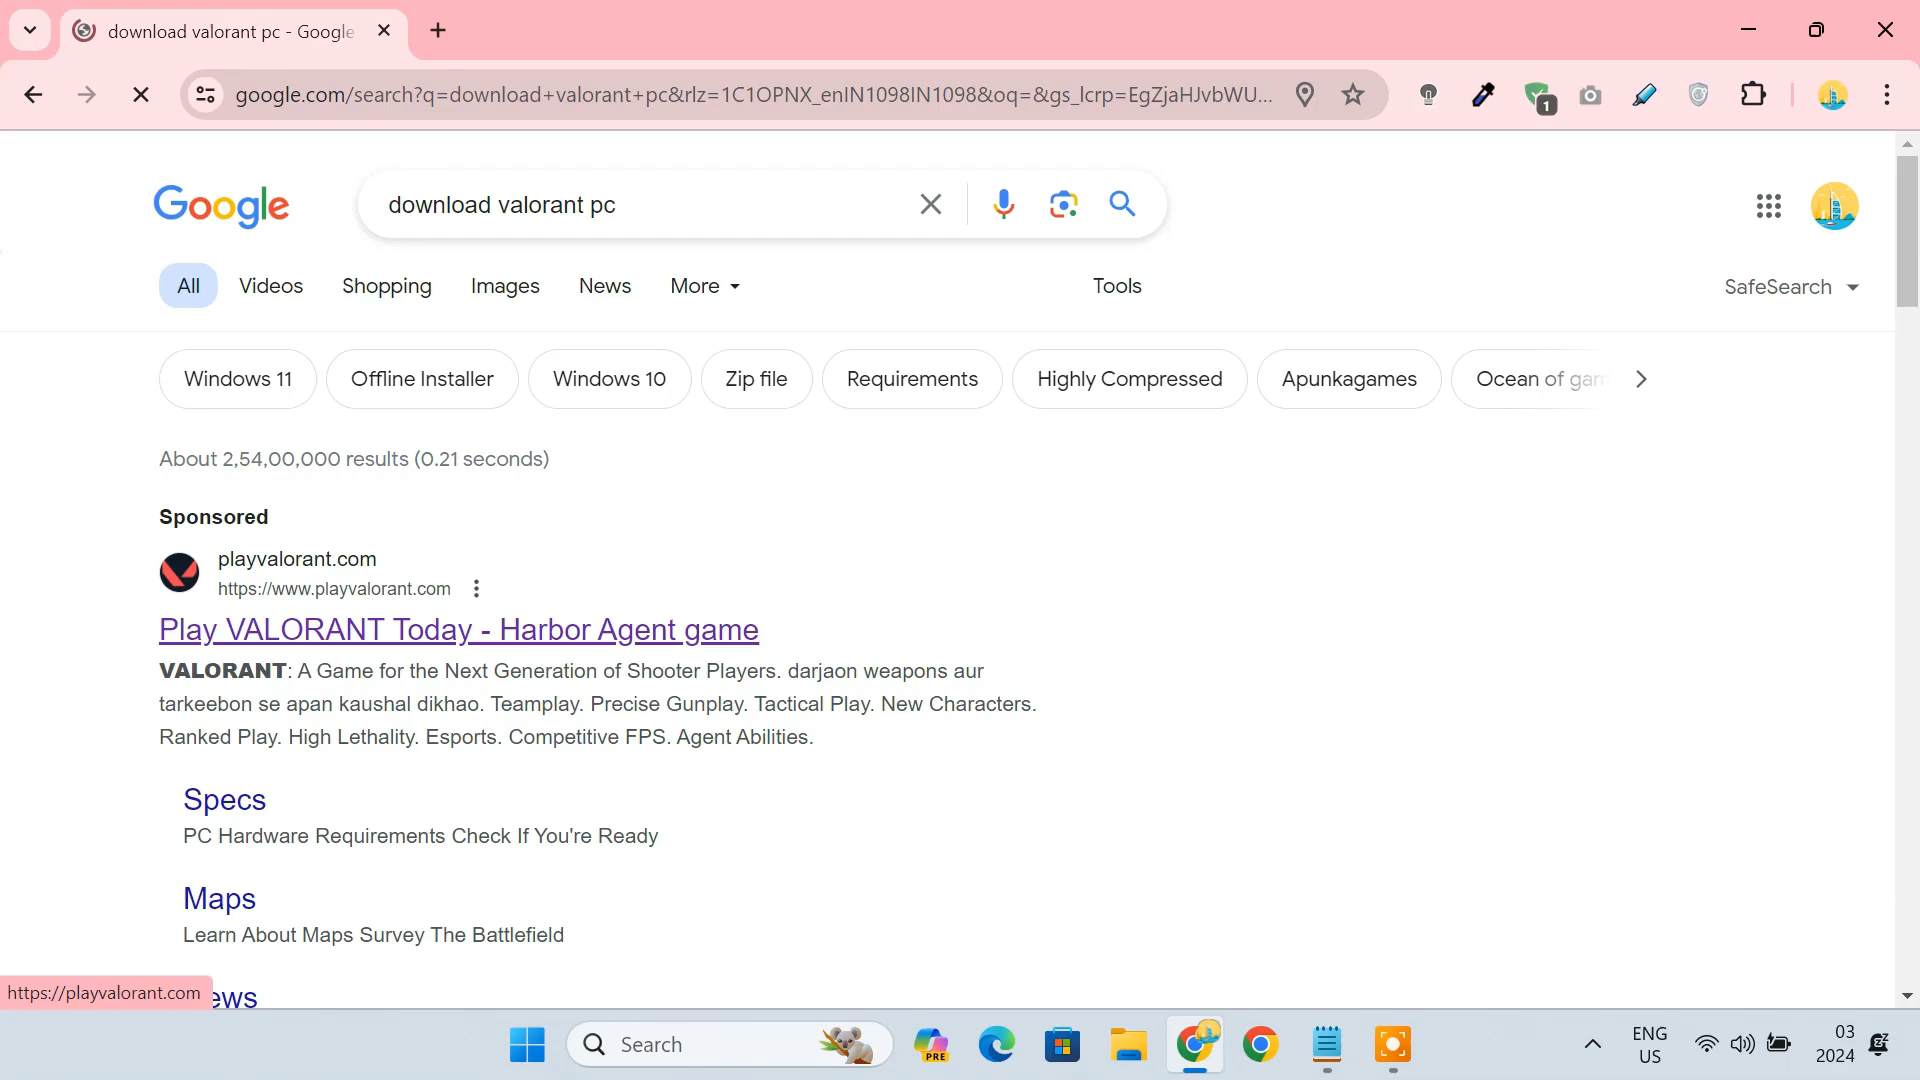 download valorant pc - Google
google.com/search?q=download+valorant+pc&rlz=1C1OPNX_enIN1098IN1098&oq=&gs_lcrp=EgZjaHJvbWU...
1
Google
download valorant pc
All
Videos
Shopping
Images
News
More
Tools
SafeSearch
Windows 11
Offline Installer
Windows 10
Zip file
Requirements
Highly Compressed
Apunkagames
Ocean of gam
About 2,54,00,000 results (0.21 seconds)
Sponsored
playvalorant.com
https://www.playvalorant.com
Play VALORANT Today - Harbor Agent game
VALORANT: A Game for the Next Generation of Shooter Players. darjaon weapons aur
tarkeebon se apan kaushal dikhao. Teamplay. Precise Gunplay. Tactical Play. New Characters.
Ranked Play. High Lethality. Esports. Competitive FPS. Agent Abilities.
Specs
PC Hardware Requirements Check If You're Ready
Maps
Learn About Maps Survey The Battlefield
ews
https://playvalorant.com
Search
PRE
ENG
US
03
2024